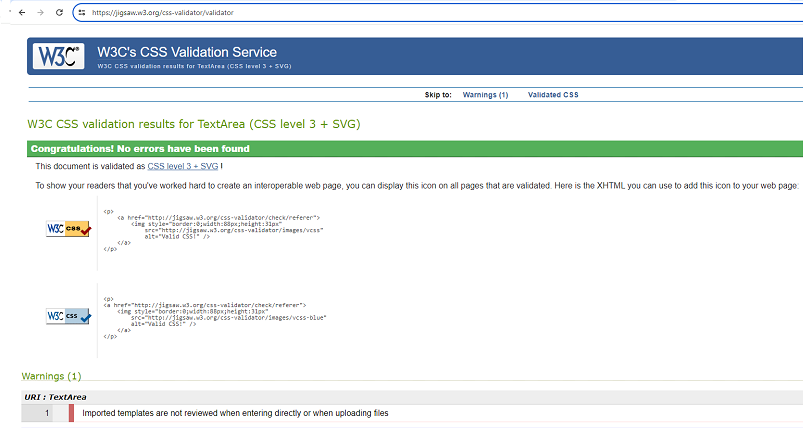 https://jigsaw.w3.org/css-validator/validator
W3C® W3C's CSS Validation Service
W3C CSS validation results for TextArea (CSS level 3 + SVG)
Skip to: Warnings (1) Validated CSS
W3C CSS validation results for TextArea (CSS level 3 + SVG)
Congratulations! No errors have been found
This document is validated as CSS level 3 + SVG !
To show your readers that you've worked hard to create an interoperable web page, you can display this icon on all pages that are validated. Here is the XHTML you can use to add this icon to your web page:
W3C css
<p>
<a href="http://jigsaw.w3.org/css-validator/check/referer">
<img style="border:0;width:88px;height:31px"
src="http://jigsaw.w3.org/css-validator/images/vcss"
alt="Valid CSS!" />
</a>
</p>
W3C css
<p>
<a href="http://jigsaw.w3.org/css-validator/check/referer">
<img style="border:0;width:88px;height:31px"
src="http://jigsaw.w3.org/css-validator/images/vcss-blue"
alt="Valid CSS!" />
</a>
</p>
Warnings (1)
URI : TextArea
1 Imported templates are not reviewed when entering directly or when uploading files